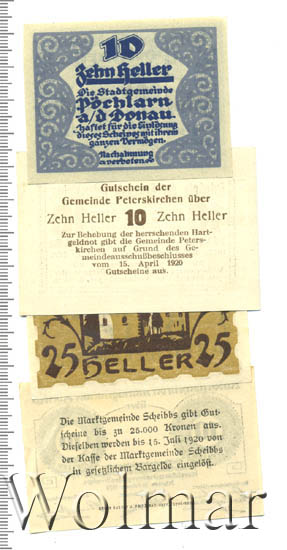 10
Zehn Heller
Die Stadtgemeinde
Pöchlarn
a/d Donau
haftet für die Einlösung
dieses Scheines mit ihrem
ganzen Vermögen.
Nachahmung
verboten
Gutschein der
Gemeinde Peterskirchen über
Zehn Heller 10 Zehn Heller
Zur Behebung der herrschenden Hart-
geldnot gibt die Gemeinde Peters-
kirchen auf Grund des Ge-
meindeausschußbeschlusses
vom 15. April 1920
Gutscheine aus.
25 HELLER 25
Die Marktgemeinde Scheibbs gibt Gut-
scheine bis zu 25.000 Kronen aus.
Dieselben werden bis 15. Juli 1920 von
der Kasse der Marktgemeinde Scheibbs
in gesetzlichem Bargelde eingelöst.
Wolmar